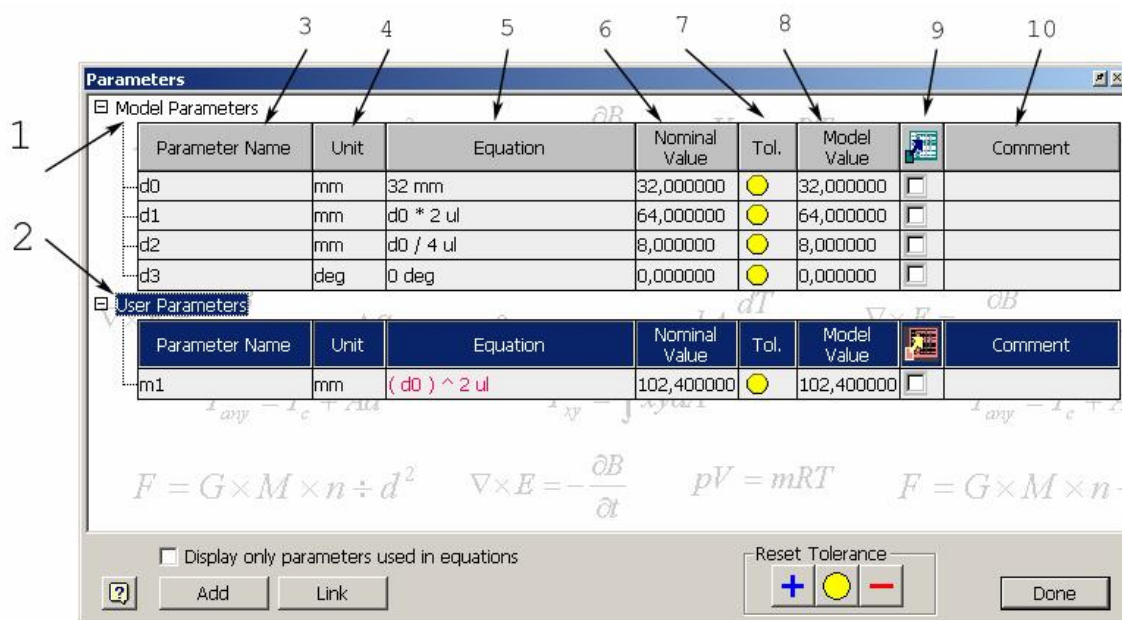 3 4 5 6 7 8 9 10
Parameters
1
Model Parameters
Parameter Name Unit Equation Nominal Value Tol. Model Value Comment
d0 mm 32 mm 32,000000 32,000000
d1 mm d0 * 2 ul 64,000000 64,000000
d2 mm d0 / 4 ul 8,000000 8,000000
d3 deg 0 deg 0,000000 0,000000
2
User Parameters
Parameter Name Unit Equation Nominal Value Tol. Model Value Comment
m1 mm ( d0 ) ^ 2 ul 102,400000 102,400000
F = G × M × n ÷ d² ∇ × E = −∂B/∂t pV = mRT F = G × M × n
Display only parameters used in equations
Reset Tolerance
Add Link Done